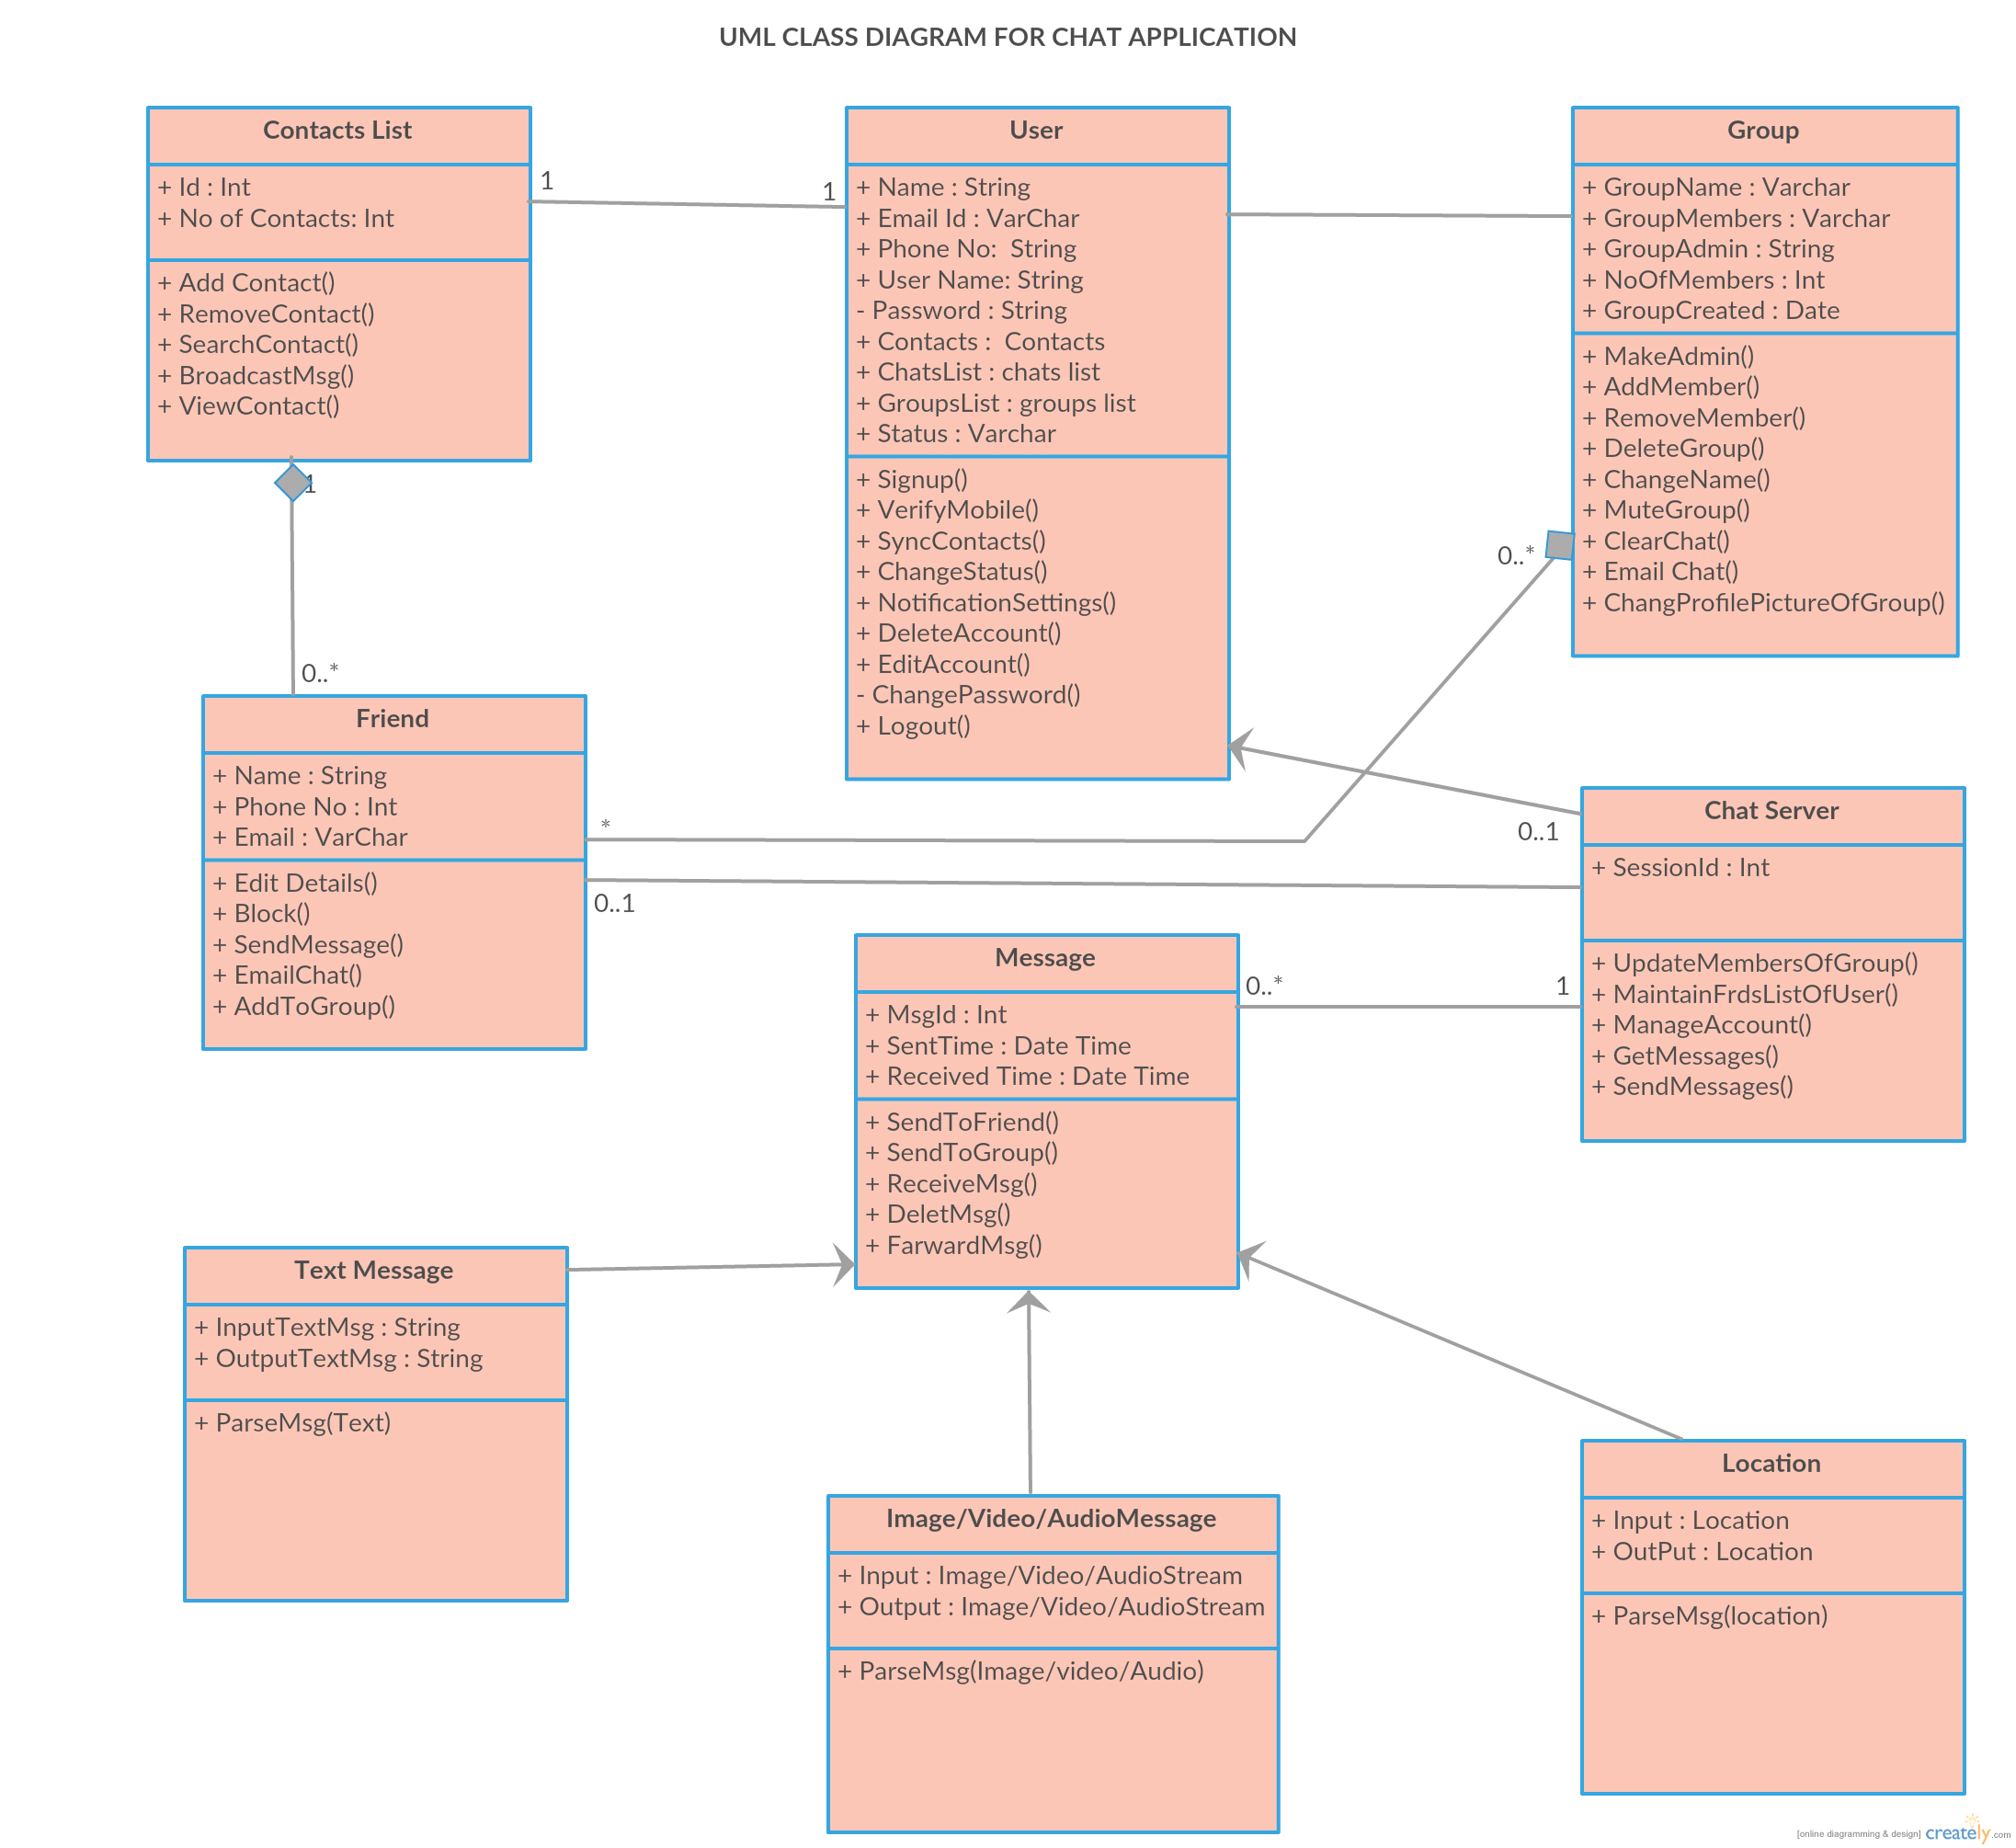 UML CLASS DIAGRAM FOR CHAT APPLICATION
Contacts List
+ Id : Int
+ No of Contacts: Int
+ Add Contact()
+ RemoveContact()
+ SearchContact()
+ BroadcastMsg()
+ ViewContact()
1
1
User
+ Name : String
+ Email Id : VarChar
+ Phone No:  String
+ User Name: String
- Password : String
+ Contacts :  Contacts
+ ChatsList : chats list
+ GroupsList : groups list
+ Status : Varchar
+ Signup()
+ VerifyMobile()
+ SyncContacts()
+ ChangeStatus()
+ NotificationSettings()
+ DeleteAccount()
+ EditAccount()
- ChangePassword()
+ Logout()
Group
+ GroupName : Varchar
+ GroupMembers : Varchar
+ GroupAdmin : String
+ NoOfMembers : Int
+ GroupCreated : Date
+ MakeAdmin()
+ AddMember()
+ RemoveMember()
+ DeleteGroup()
+ ChangeName()
+ MuteGroup()
+ ClearChat()
+ Email Chat()
+ ChangProfilePictureOfGroup()
1
0..*
0..*
Friend
+ Name : String
+ Phone No : Int
+ Email : VarChar
+ Edit Details()
+ Block()
+ SendMessage()
+ EmailChat()
+ AddToGroup()
*
0..1
0..1
Chat Server
+ SessionId : Int
+ UpdateMembersOfGroup()
+ MaintainFrdsListOfUser()
+ ManageAccount()
+ GetMessages()
+ SendMessages()
Message
+ MsgId : Int
+ SentTime : Date Time
+ Received Time : Date Time
+ SendToFriend()
+ SendToGroup()
+ ReceiveMsg()
+ DeletMsg()
+ FarwardMsg()
0..*
1
Text Message
+ InputTextMsg : String
+ OutputTextMsg : String
+ ParseMsg(Text)
Image/Video/AudioMessage
+ Input : Image/Video/AudioStream
+ Output : Image/Video/AudioStream
+ ParseMsg(Image/video/Audio)
Location
+ Input : Location
+ OutPut : Location
+ ParseMsg(location)
[online diagramming & design] creately.com